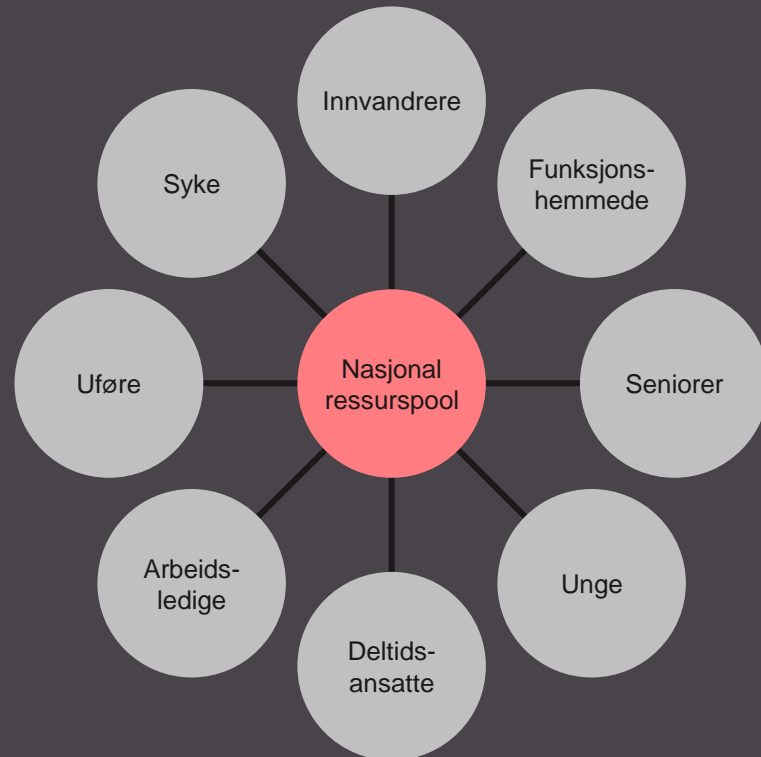 Innvandrere
Funksjons-
hemmede
Syke
Nasjonal
ressurspool
Uføre
Seniorer
Arbeids-
ledige
Unge
Deltids-
ansatte